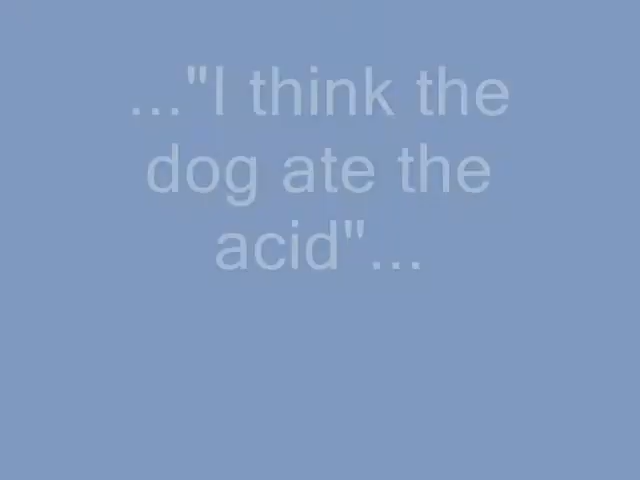 ..."I think the
dog ate the
acid"...